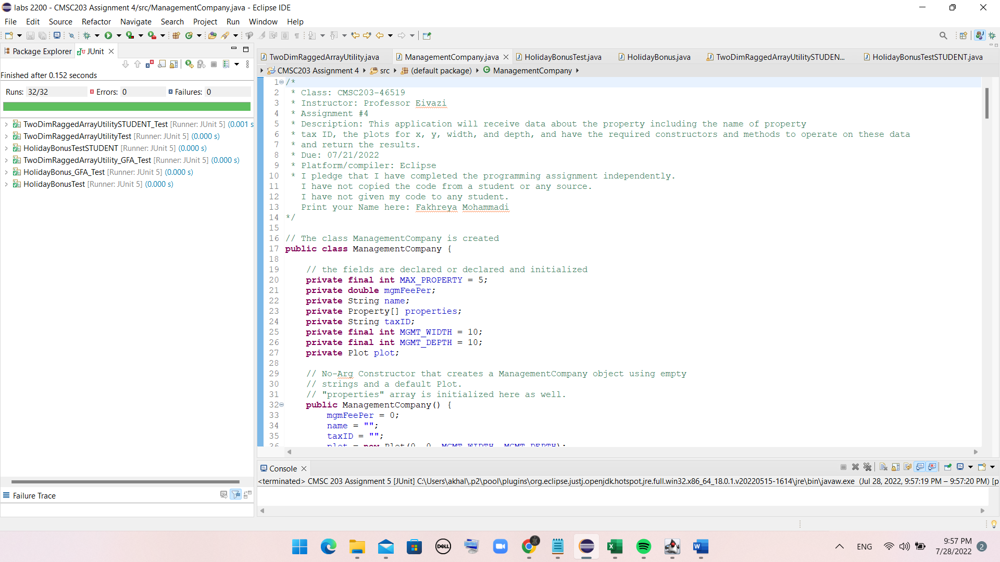 labs 2200 - CMSC203 Assignment 4/src/ManagementCompany.java - Eclipse IDE
File Edit Source Refactor Navigate Search Project Run Window Help
Package Explorer JUnit
Finished after 0.152 seconds
Runs: 32/32 Errors: 0 Failures: 0
TwoDimRaggedArrayUtilitySTUDENT_Test [Runner: JUnit 5] (0.001 s
TwoDimRaggedArrayUtilityTest [Runner: JUnit 5] (0.000 s)
HolidayBonusTestSTUDENT [Runner: JUnit 5] (0.000 s)
TwoDimRaggedArrayUtility_GFA_Test [Runner: JUnit 5] (0.000 s)
HolidayBonus_GFA_Test [Runner: JUnit 5] (0.000 s)
HolidayBonusTest [Runner: JUnit 5] (0.000 s)
Failure Trace
TwoDimRaggedArrayUtility.java ManagementCompany.java HolidayBonusTest.java HolidayBonus.java TwoDimRaggedArrayUtilitySTUDEN... HolidayBonusTestSTUDENT.java
CMSC203 Assignment 4 src (default package) ManagementCompany
1 /*
2 * Class: CMSC203-46519
3 * Instructor: Professor Eivazi
4 * Assignment #4
5 * Description: This application will receive data about the property including the name of property
6 * tax ID, the plots for x, y, width, and depth, and have the required constructors and methods to operate on these data
7 * and return the results.
8 * Due: 07/21/2022
9 * Platform/compiler: Eclipse
10 * I pledge that I have completed the programming assignment independently.
11 I have not copied the code from a student or any source.
12 I have not given my code to any student.
13 Print your Name here: Fakhreya Mohammadi
14 */
15
16 // The class ManagementCompany is created
17 public class ManagementCompany {
18
19 // the fields are declared or declared and initialized
20 private final int MAX_PROPERTY = 5;
21 private double mgmFeePer;
22 private String name;
23 private Property[] properties;
24 private String taxID;
25 private final int MGMT_WIDTH = 10;
26 private final int MGMT_DEPTH = 10;
27 private Plot plot;
28
29 // No-Arg Constructor that creates a ManagementCompany object using empty
30 // strings and a default Plot.
31 // "properties" array is initialized here as well.
32 public ManagementCompany() {
33 mgmFeePer = 0;
34 name = "";
35 taxID = "";
36 plot = new Plot(0, 0, MGMT_WIDTH, MGMT_DEPTH);
Console
<terminated> CMSC 203 Assignment 5 [JUnit] C:\Users\akhal\.p2\pool\plugins\org.eclipse.justj.openjdk.hotspot.jre.full.win32.x86_64_18.0.1.v20220515-1614\jre\bin\javaw.exe (Jul 28, 2022, 9:57:19 PM – 9:57:20 PM) [p
DELL
ENG
9:57 PM
7/28/2022
2